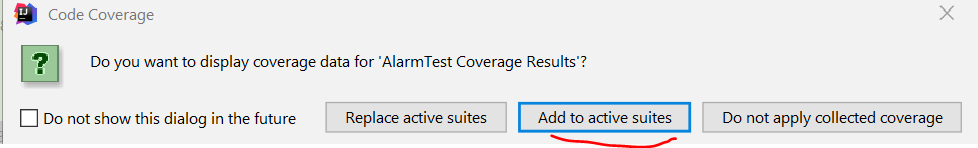 Code Coverage
Do you want to display coverage data for 'AlarmTest Coverage Results'?
Do not show this dialog in the future
Replace active suites
Add to active suites
Do not apply collected coverage